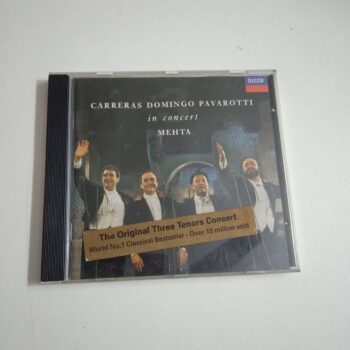 DECCA
CARRERAS DOMINGO PAVAROTTI
in concert
MEHTA
The Original Three Tenors Concert
World No.1 Classical Bestseller - Over 10 million sold